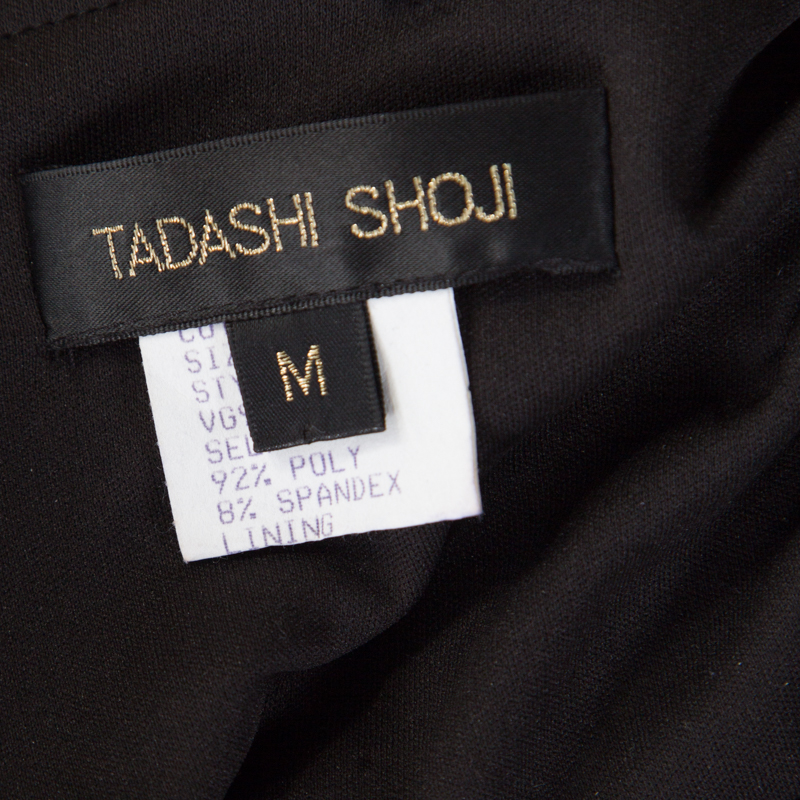 TADASHI SHOJI
M
92% POLY
8% SPANDEX
LINING